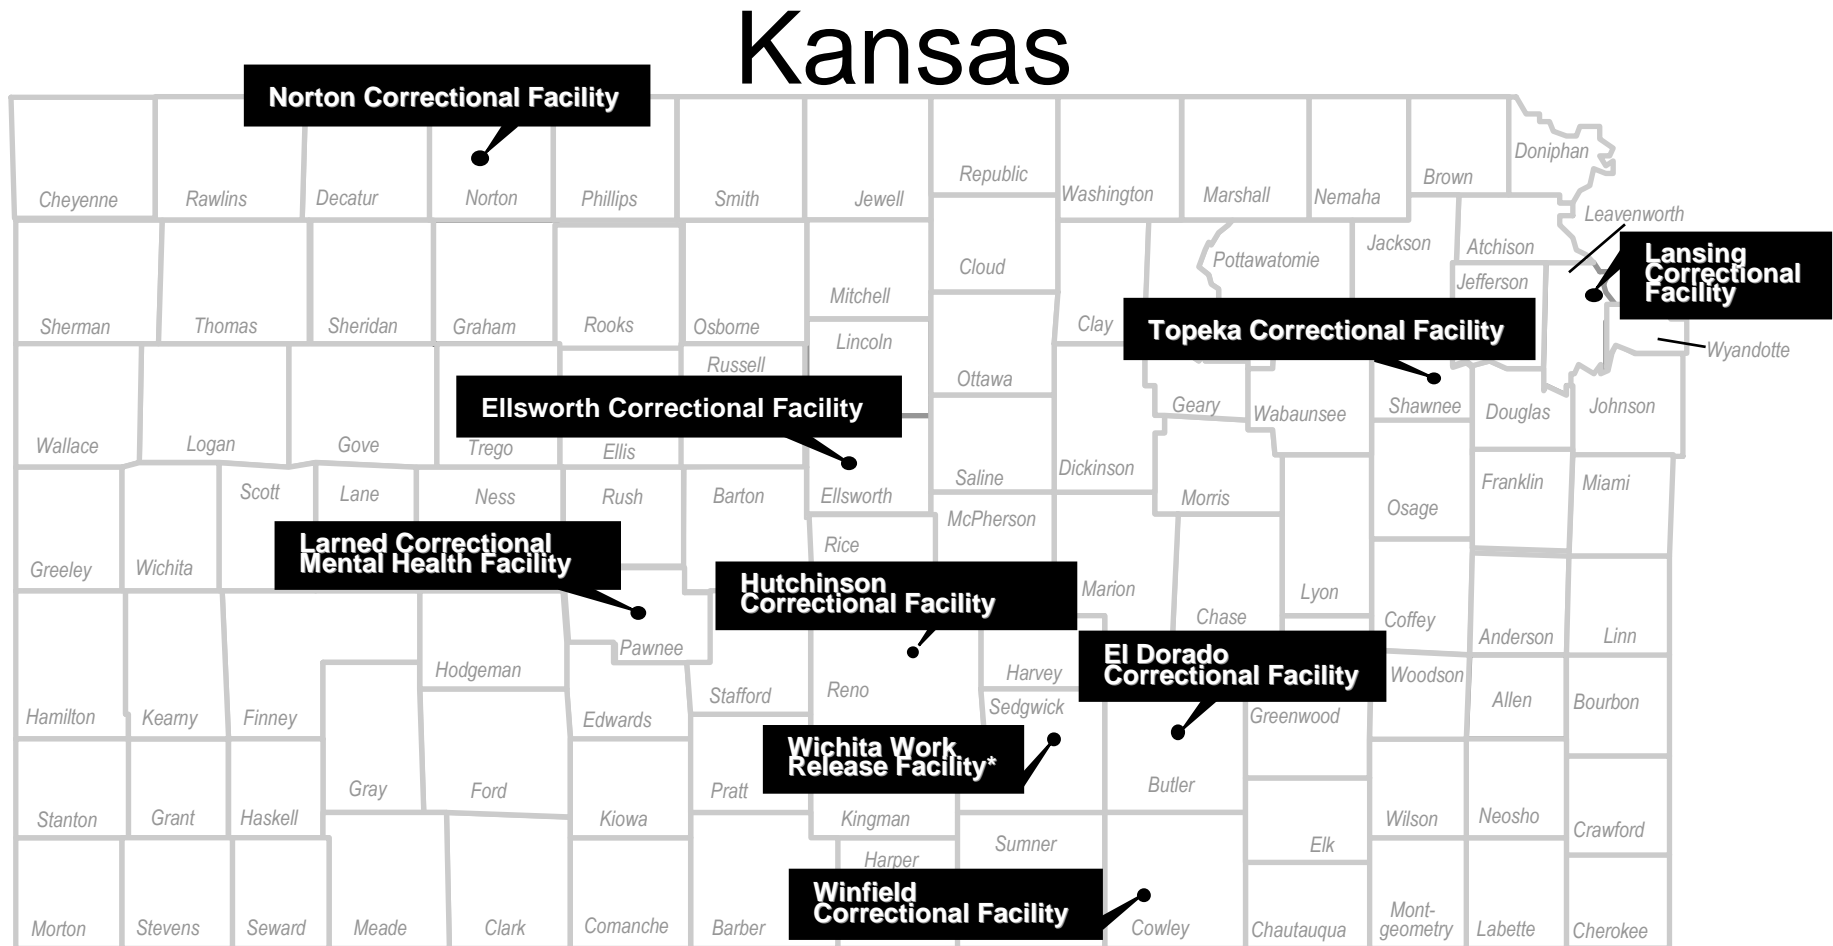 Kansas
Norton Correctional Facility
Doniphan
Brown
Republic
Cheyenne
Rawlins
Decatur
Norton
Phillips
Smith
Jewell
Washington
Marshall
Nemaha
Leavenworth
Jackson
Atchison
Lansing
Correctional
Facility
Pottawatomie
Cloud
Jefferson
Mitchell
Sherman
Thomas
Sheridan
Graham
Rooks
Osborne
Clay
Topeka Correctional Facility
Lincoln
Wyandotte
Russell
Ottawa
Ellsworth Correctional Facility
Geary
Wabaunsee
Shawnee
Douglas
Johnson
Wallace
Logan
Gove
Trego
Ellis
Saline
Dickinson
Scott
Lane
Ness
Rush
Barton
Ellsworth
Morris
Franklin
Miami
Osage
McPherson
Larned Correctional
Mental Health Facility
Rice
Greeley
Wichita
Hutchinson
Correctional Facility
Marion
Lyon
Chase
Coffey
Anderson
Linn
Pawnee
El Dorado
Correctional Facility
Hodgeman
Stafford
Reno
Harvey
Woodson
Sedgwick
Allen
Bourbon
Hamilton
Kearny
Finney
Edwards
Greenwood
Wichita Work
Release Facility*
Gray
Ford
Pratt
Butler
Stanton
Grant
Haskell
Kiowa
Kingman
Wilson
Neosho
Crawford
Sumner
Elk
Harper
Winfield
Correctional Facility
Morton
Stevens
Seward
Meade
Clark
Comanche
Barber
Cowley
Chautauqua
Mont-
geometry
Labette
Cherokee